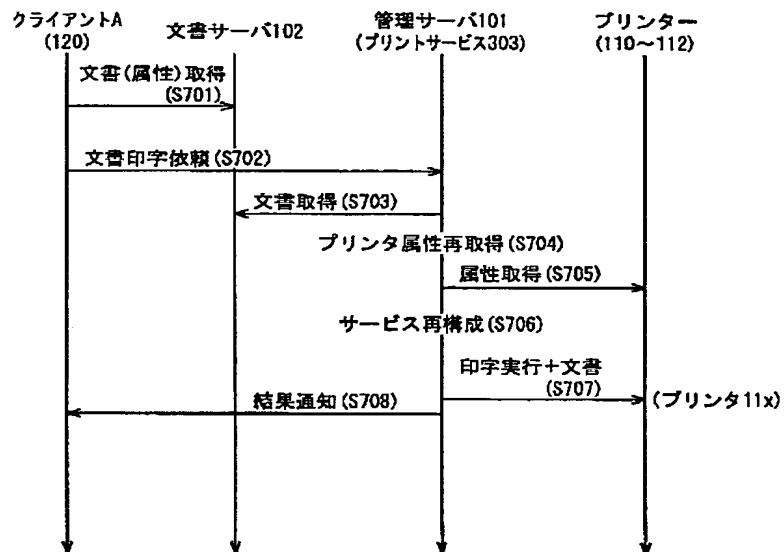 クライアントA
(120)
文書サーバ102
管理サーバ101
(プリントサービス303)
プリンター
(110～112)
文書(属性)取得
(S701)
文書印字依頼(S702)
文書取得(S703)
プリンタ属性再取得(S704)
属性取得(S705)
サービス再構成(S706)
印字実行+文書
(S707)
(プリンタ11x)
結果通知(S708)